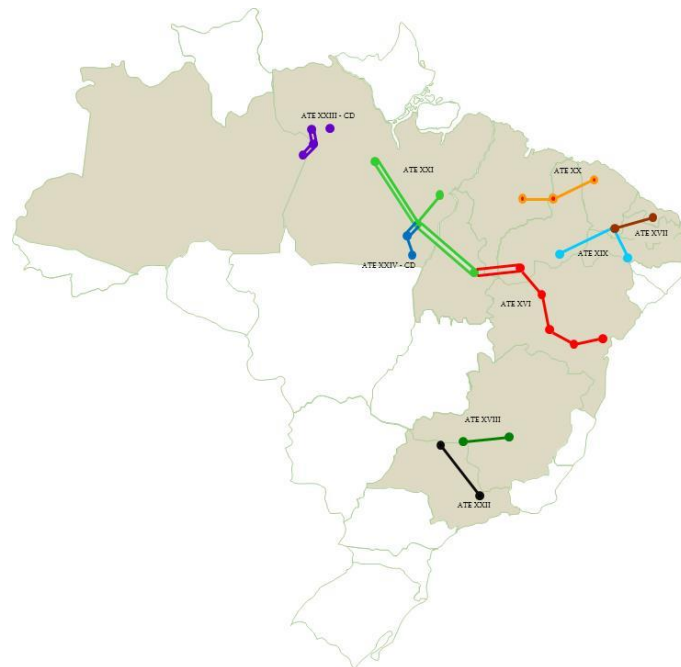 ATE XXIII - CD
ATE XXI
ATE XX
ATE XVII
ATE XIX
ATE XXIV - CD
ATE XVI
ATE XVIII
ATE XXII